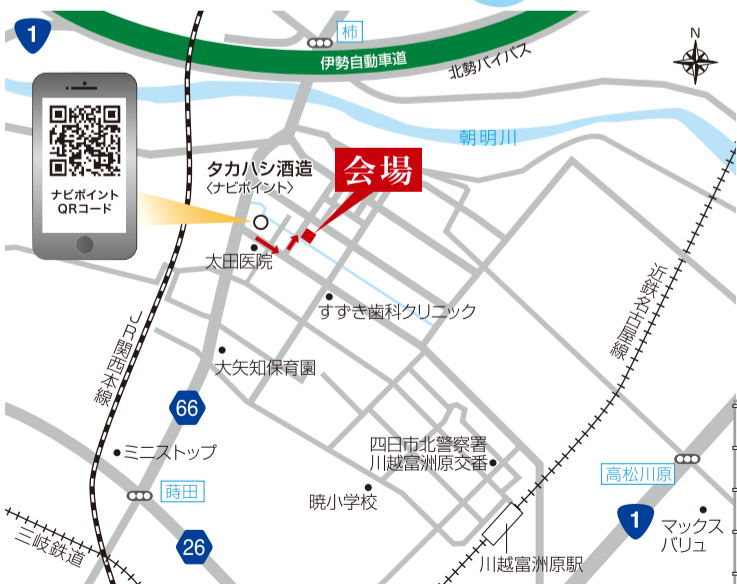 1
柿
伊勢自動車道
北勢バイパス
N
朝明川
タカハシ酒造
〈ナビポイント〉
会場
ナビポイント
QRコード
太田医院
すずき歯科クリニック
近鉄名古屋線
JR関西本線
大矢知保育園
66
ミニストップ
四日市北警察署
川越富洲原交番
高松川原
蒔田
暁小学校
1
マックス
バリュ
26
三岐鉄道
川越富洲原駅